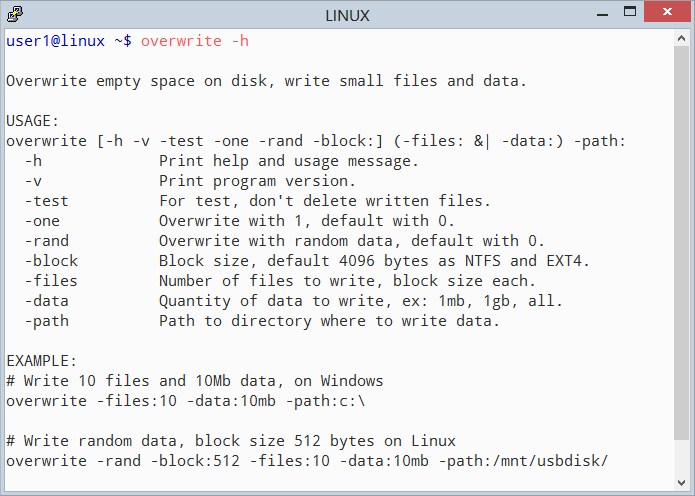 LINUX
user1@linux ~$ overwrite -h
Overwrite empty space on disk, write small files and data.
USAGE:
overwrite [-h -v -test -one -rand -block:] (-files: &| -data:) -path:
-h Print help and usage message.
-v Print program version.
-test For test, don't delete written files.
-one Overwrite with 1, default with 0.
-rand Overwrite with random data, default with 0.
-block Block size, default 4096 bytes as NTFS and EXT4.
-files Number of files to write, block size each.
-data Quantity of data to write, ex: 1mb, 1gb, all.
-path Path to directory where to write data.
EXAMPLE:
# Write 10 files and 10Mb data, on Windows
overwrite -files:10 -data:10mb -path:c:\
# Write random data, block size 512 bytes on Linux
overwrite -rand -block:512 -files:10 -data:10mb -path:/mnt/usbdisk/